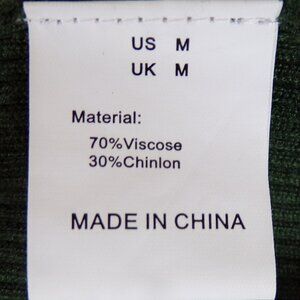 US M
UK M
Material:
70%Viscose
30%Chinlon
MADE IN CHINA